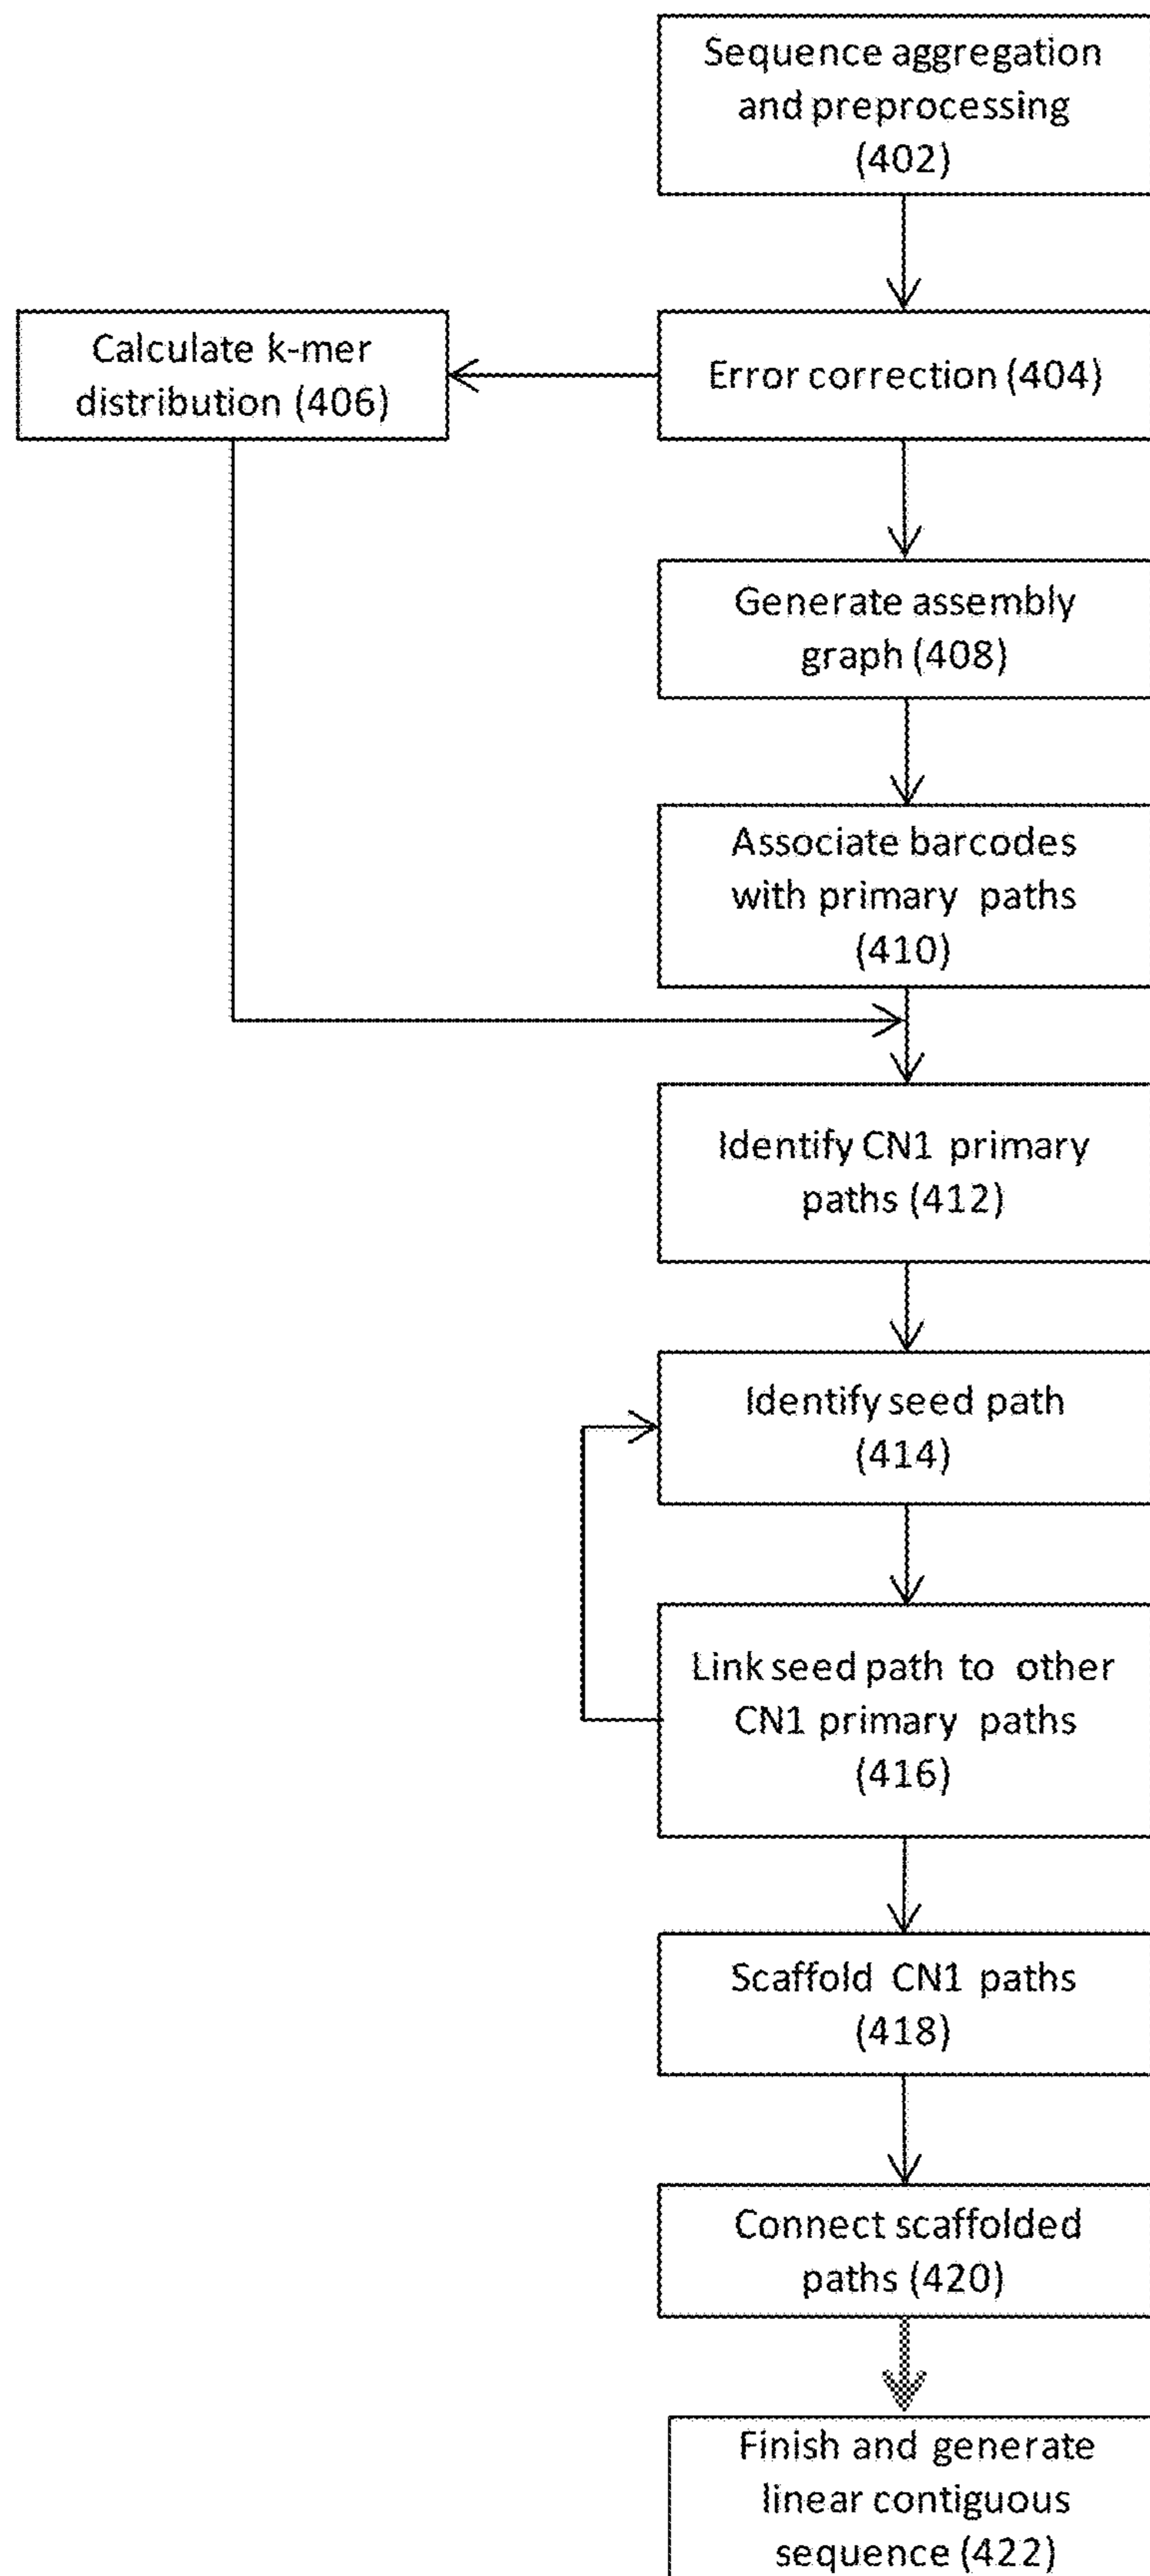 Sequence aggregation
and preprocessing
(402)
Calculate k-mer
distribution (406)
Error correction (404)
Generate assembly
graph (408)
Associate barcodes
with primary paths
(410)
Identify CN1 primary
paths (412)
Identify seed path
(414)
Link seed path to other
CN1 primary paths
(416)
Scaffold CN1 paths
(418)
Connect scaffolded
paths (420)
Finish and generate
linear contiguous
sequence (422)